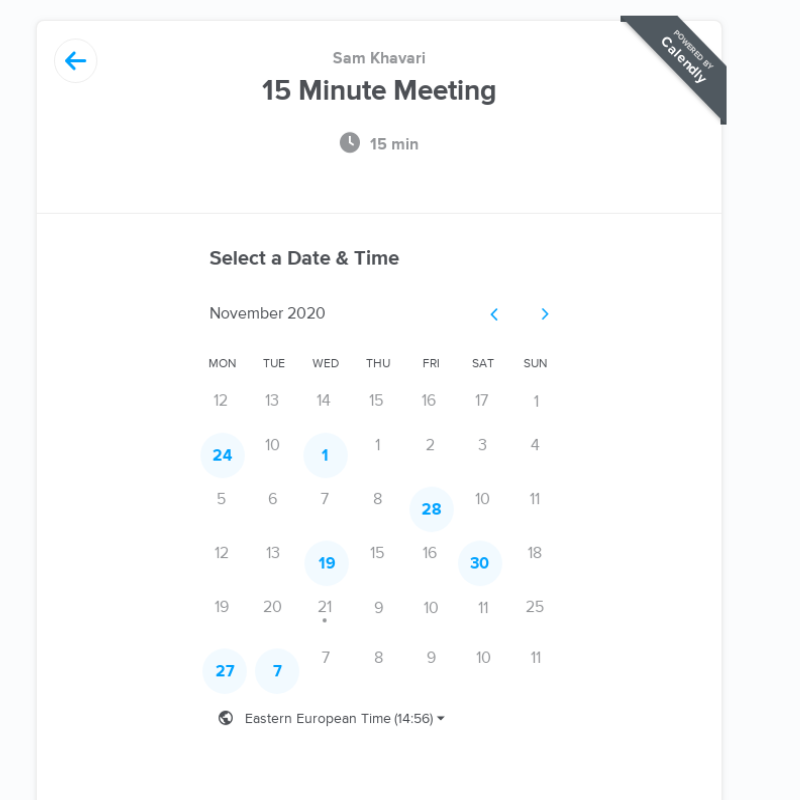 Sam Khavari
POWERED BY
Calendly
15 Minute Meeting
15 min
Select a Date & Time
November 2020
MON TUE WED THU FRI SAT SUN
12 13 14 15 16 17 1
24 10 1 1 2 3 4
5 6 7 8 28 10 11
12 13 19 15 16 30 18
19 20 21 9 10 11 25
27 7 7 8 9 10 11
Eastern European Time (14:56)